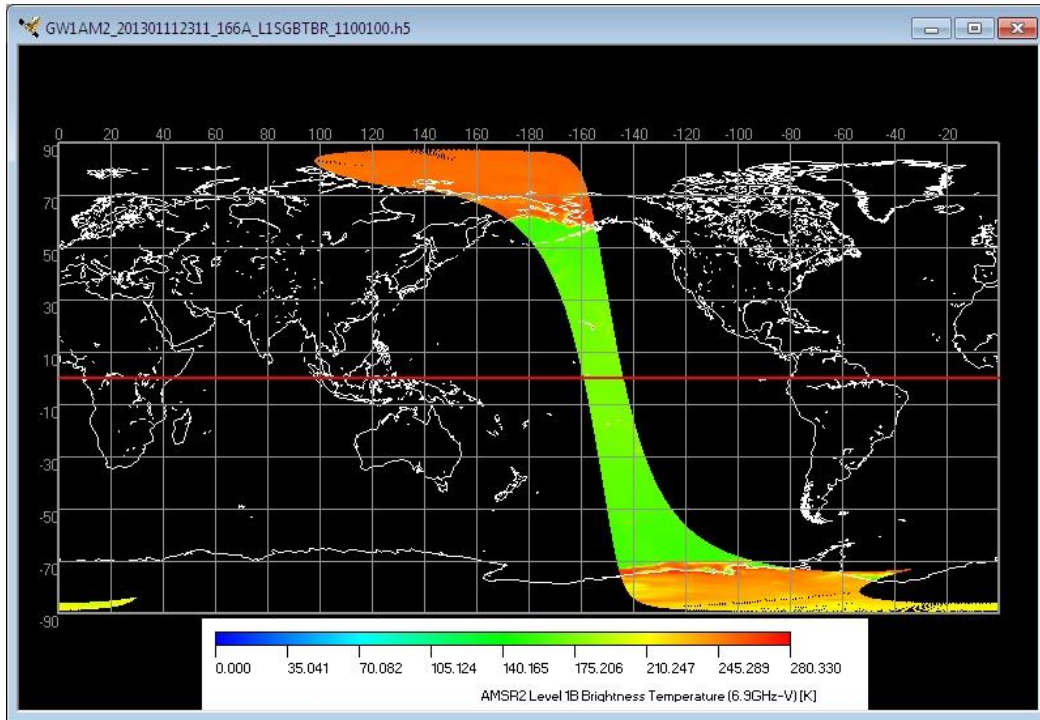 GW1AM2_201301112311_166A_L1SGBTBR_1100100.h5
0 20 40 60 80 100 120 140 160 180 -160 -140 -120 -100 -80 -60 -40 -20
90
70
50
30
10
-10
-30
-50
-70
-90
0.000 35.041 70.082 105.124 140.165 175.206 210.247 245.289 280.330
AMSR2 Level 1B Brightness Temperature (6.9GHz-V) [K]